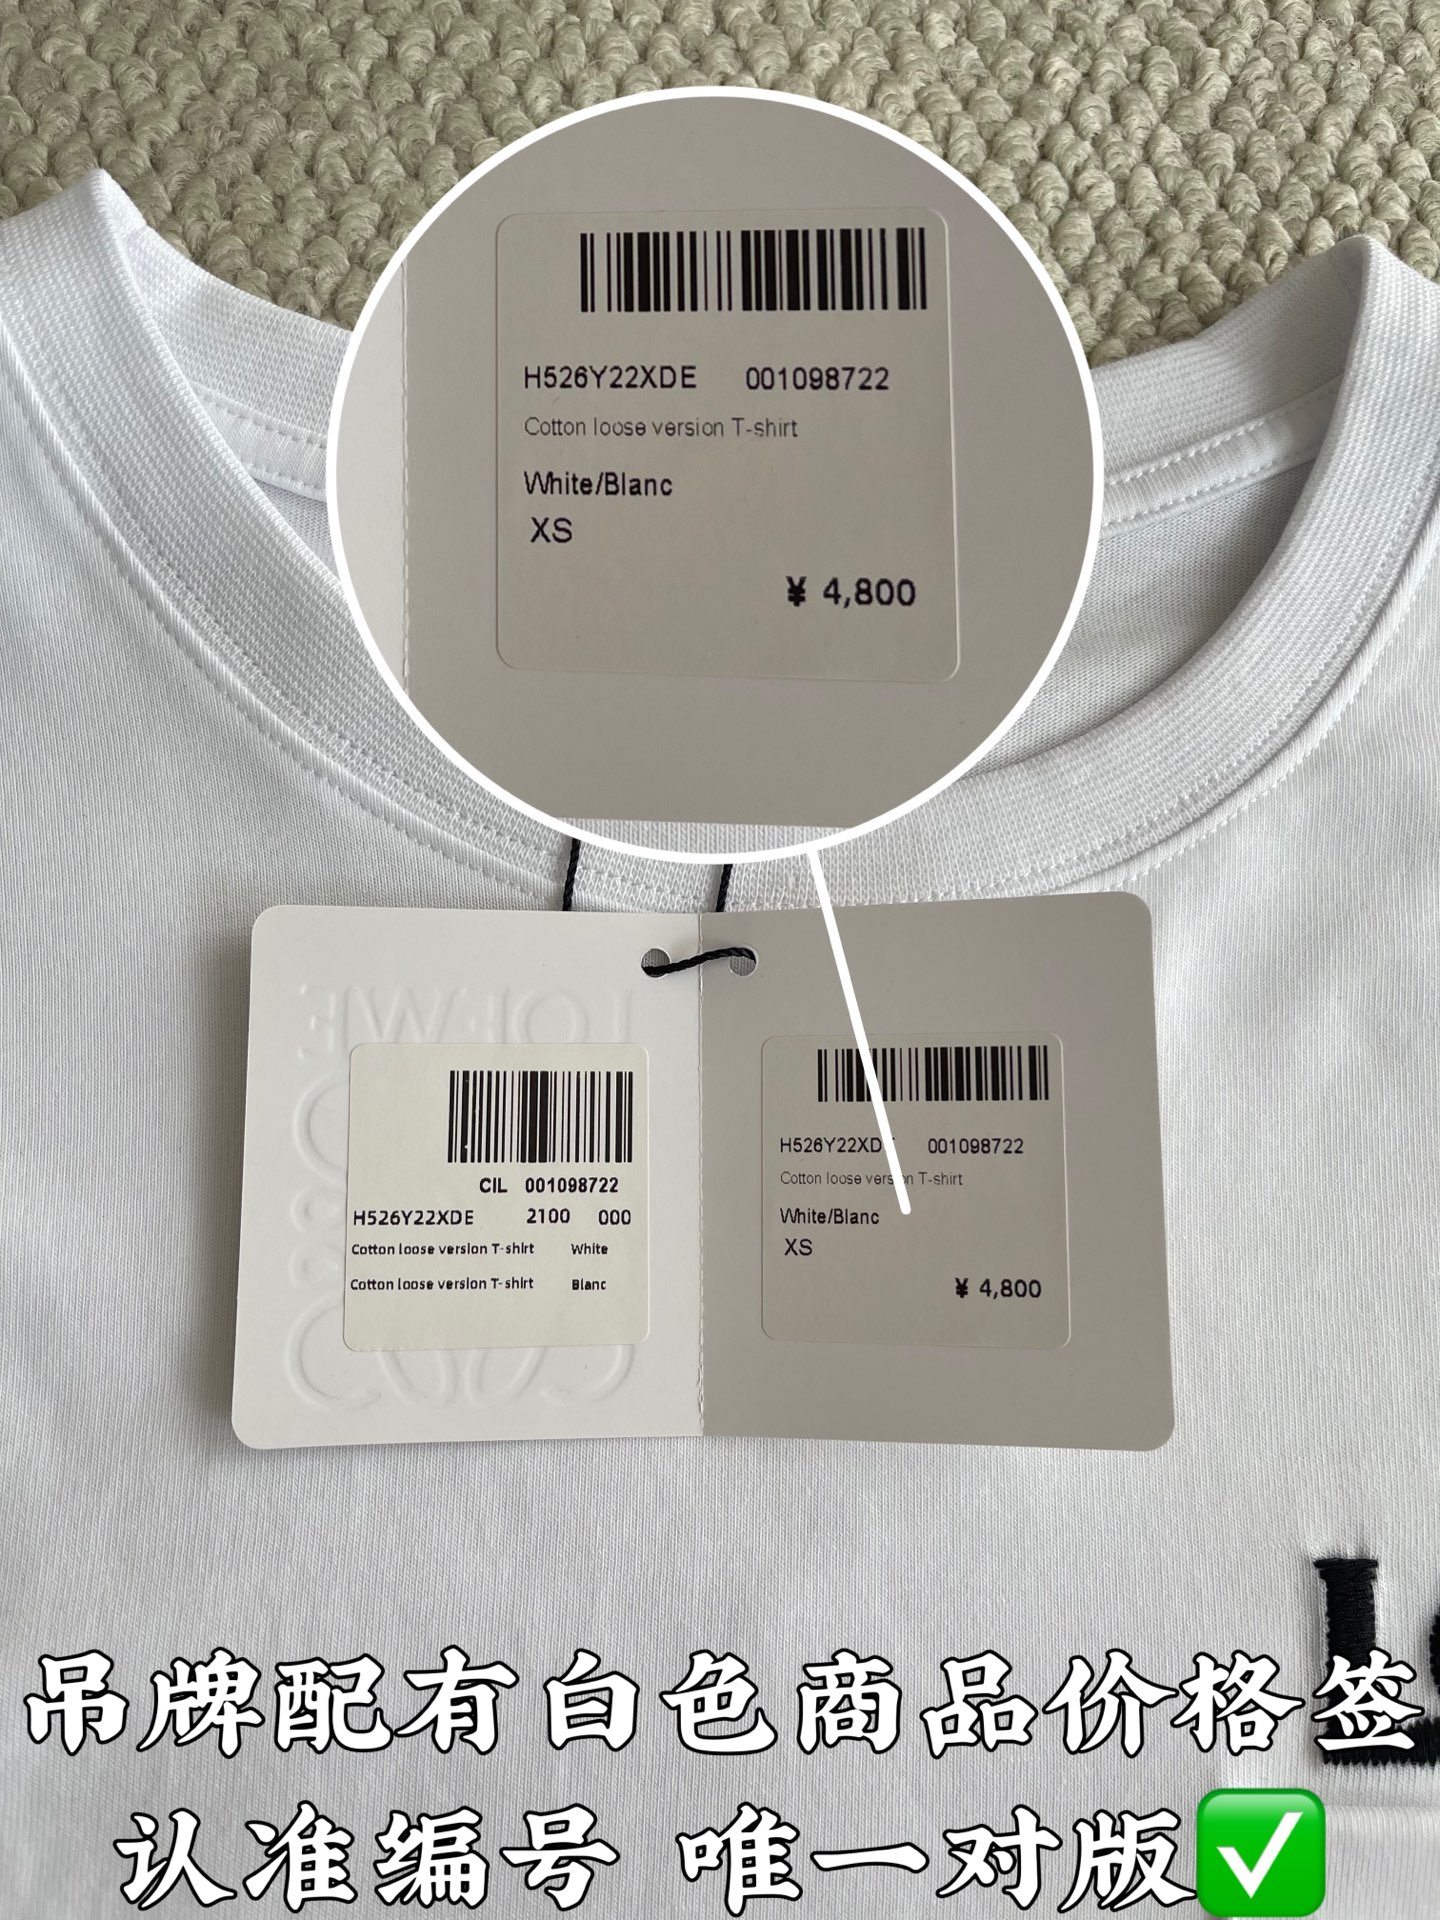 H526Y22XDE 001098722
Cotton loose version T-shirt
White/Blanc
XS
¥ 4,800
LOEWE
CIL 001098722
H526Y22XDE 2100 000
Cotton loose version T-shirt White
Cotton loose version T-shirt Blanc
001098722
Cotton loose version T-shirt
White/Blanc
XS
¥ 4,800
L
吊牌配有白色商品价格签
认准编号 唯一对版✅